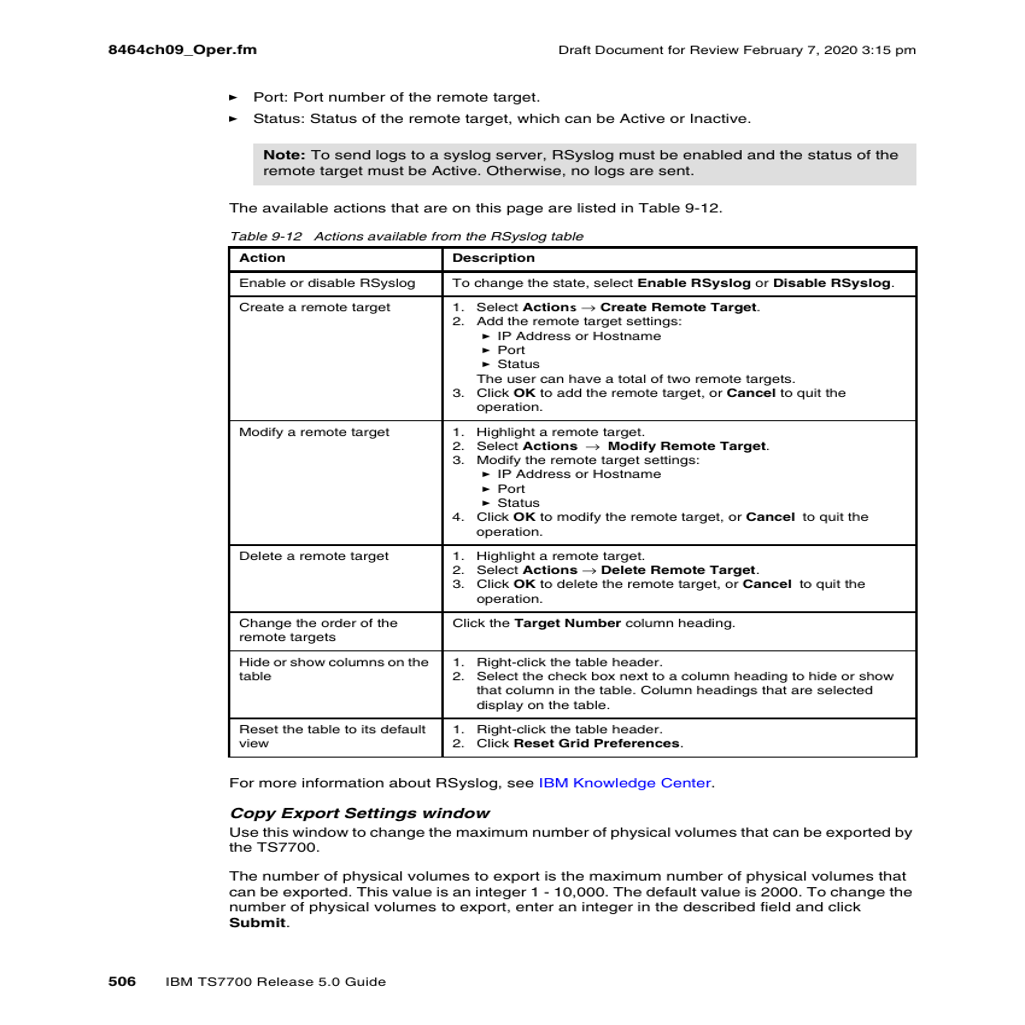 8464ch09_Oper.fm
Draft Document for Review February 7, 2020 3:15 pm
► Port: Port number of the remote target.
► Status: Status of the remote target, which can be Active or Inactive.
Note: To send logs to a syslog server, RSyslog must be enabled and the status of the
remote target must be Active. Otherwise, no logs are sent.
The available actions that are on this page are listed in Table 9-12.
Table 9-12 Actions available from the RSyslog table
Action
Description
Enable or disable RSyslog
To change the state, select Enable RSyslog or Disable RSyslog.
Create a remote target
1. Select Actions → Create Remote Target.
2. Add the remote target settings:
► IP Address or Hostname
► Port
► Status
The user can have a total of two remote targets.
3. Click OK to add the remote target, or Cancel to quit the
operation.
Modify a remote target
1. Highlight a remote target.
2. Select Actions → Modify Remote Target.
3. Modify the remote target settings:
► IP Address or Hostname
► Port
► Status
4. Click OK to modify the remote target, or Cancel to quit the
operation.
Delete a remote target
1. Highlight a remote target.
2. Select Actions → Delete Remote Target.
3. Click OK to delete the remote target, or Cancel to quit the
operation.
Change the order of the
remote targets
Click the Target Number column heading.
Hide or show columns on the
table
1. Right-click the table header.
2. Select the check box next to a column heading to hide or show
that column in the table. Column headings that are selected
display on the table.
Reset the table to its default
view
1. Right-click the table header.
2. Click Reset Grid Preferences.
For more information about RSyslog, see IBM Knowledge Center.
Copy Export Settings window
Use this window to change the maximum number of physical volumes that can be exported by
the TS7700.
The number of physical volumes to export is the maximum number of physical volumes that
can be exported. This value is an integer 1 - 10,000. The default value is 2000. To change the
number of physical volumes to export, enter an integer in the described field and click
Submit.
506 IBM TS7700 Release 5.0 Guide